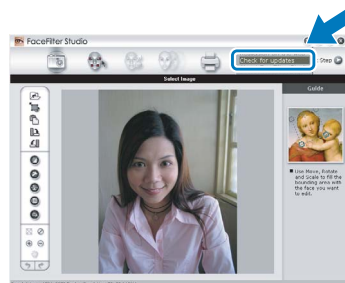 FaceFilter Studio
Check for updates
Step
Select Image
Guide
Use Move, Rotate
and Scale to fill the
bounding area with
the face you want
to edit.